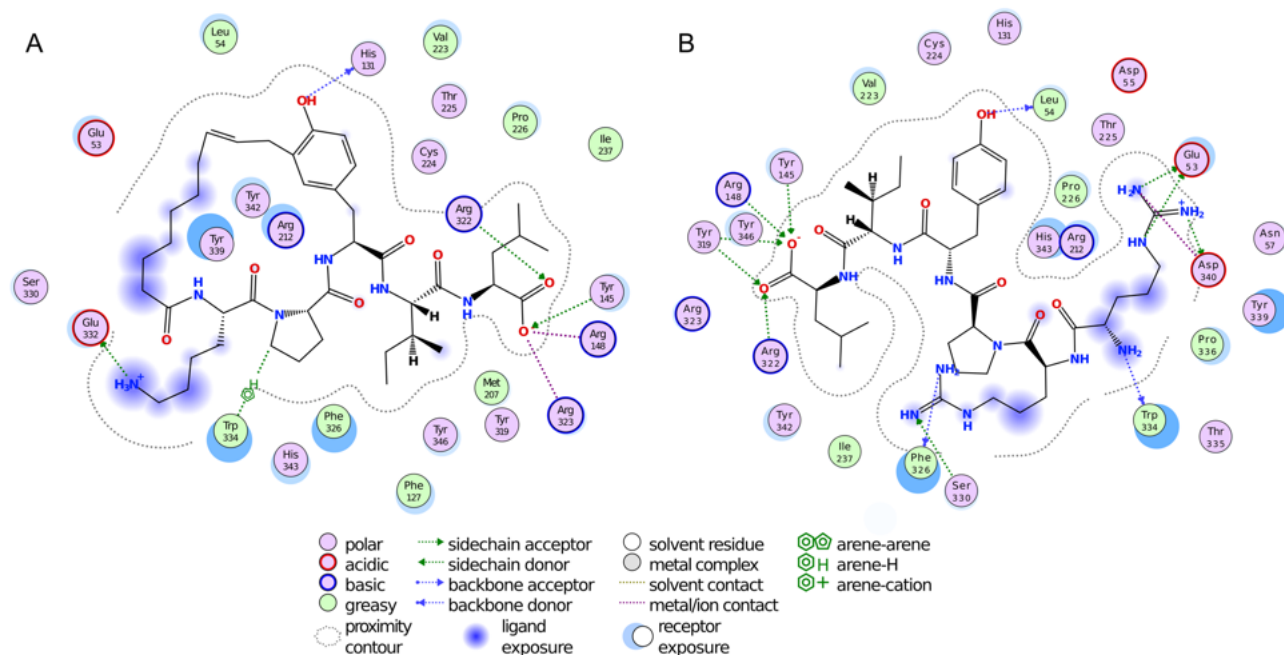 A
Leu 54
His 131
Val 223
OH
Thr 225
Pro 226
Glu 53
Cys 224
Ile 237
Tyr 342
Arg 212
Arg 322
Tyr 339
O
O
O
H
O
Ser 330
HN
N H
Tyr 145
H N
O
N
O
N H
O
O
Arg 148
Glu 332
O
H
H₃N⁺
H
Met 207
Trp 334
Phe 326
Tyr 346
Tyr 319
Arg 323
His 343
Phe 127
B
His 131
Cys 224
Asp 55
Val 223
OH
Leu 54
Thr 225
Tyr 145
Glu 53
Arg 148
H
H₂N
Pro 226
NH₂⁺
Tyr 319
Tyr 346
O⁻
O
H
O
NH
His 343
Arg 212
HN
Asn 57
O
NH
HN
Asp 340
Arg 323
O
O
O
Tyr 339
Arg 322
N
NH
NH₂
Pro 336
NH₂
Tyr 342
HN
N H
Trp 334
Thr 335
Ile 237
Phe 326
Ser 330
polar
acidic
basic
greasy
proximity contour
sidechain acceptor
sidechain donor
backbone acceptor
backbone donor
ligand exposure
solvent residue
metal complex
solvent contact
metal/ion contact
receptor exposure
H
+
arene-arene
arene-H
arene-cation